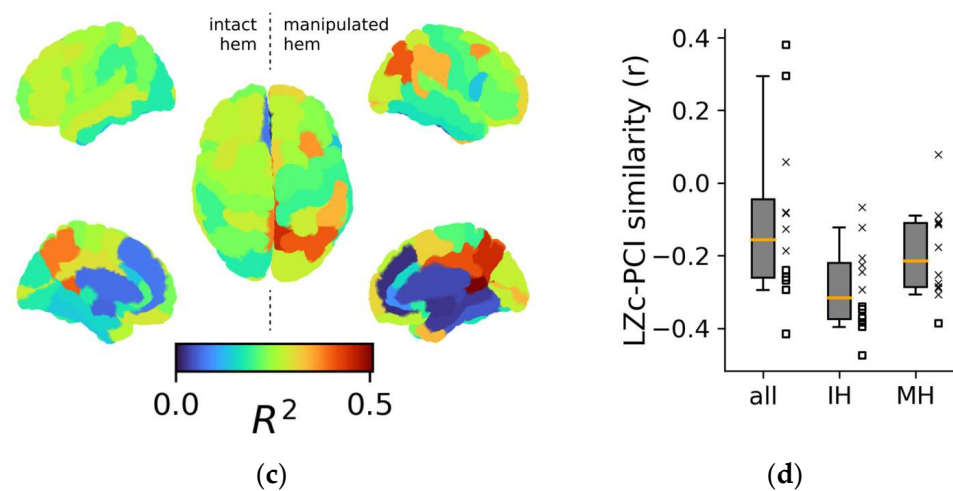 intact hem
manipulated hem
0.0
0.5
R²
(c)
LZc-PCI similarity (r)
0.4
0.2
0.0
−0.2
−0.4
all
IH
MH
(d)